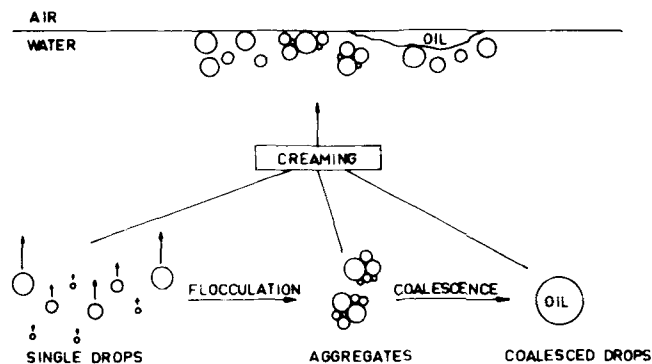 AIR
WATER
OIL
CREAMING
FLOCCULATION
COALESCENCE
OIL
SINGLE DROPS
AGGREGATES
COALESCED DROPS